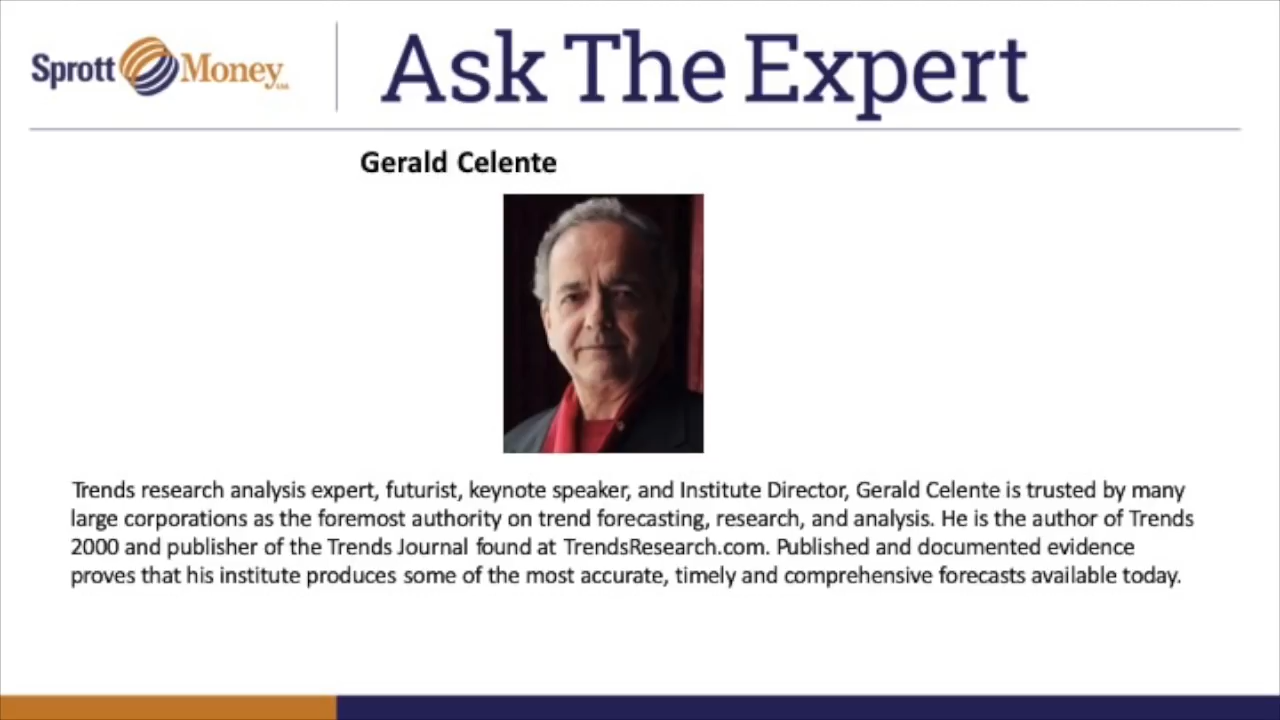 Sprott Money Ltd.
Ask The Expert
Gerald Celente
Trends research analysis expert, futurist, keynote speaker, and Institute Director, Gerald Celente is trusted by many
large corporations as the foremost authority on trend forecasting, research, and analysis. He is the author of Trends
2000 and publisher of the Trends Journal found at TrendsResearch.com. Published and documented evidence
proves that his institute produces some of the most accurate, timely and comprehensive forecasts available today.